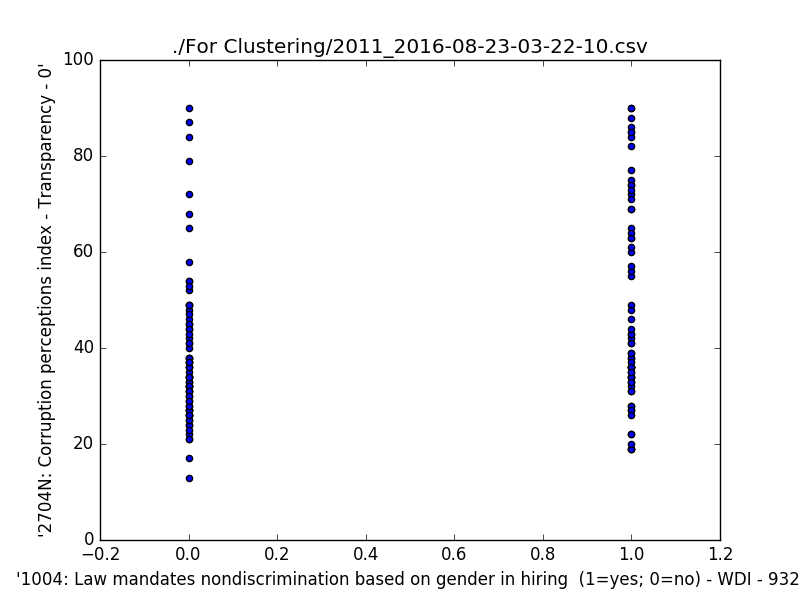 ./For Clustering/2011_2016-08-23-03-22-10.csv
'2704N: Corruption perceptions index - Transparency - 0'
100
80
60
40
20
0
−0.2 0.0 0.2 0.4 0.6 0.8 1.0 1.2
'1004: Law mandates nondiscrimination based on gender in hiring (1=yes; 0=no) - WDI - 932